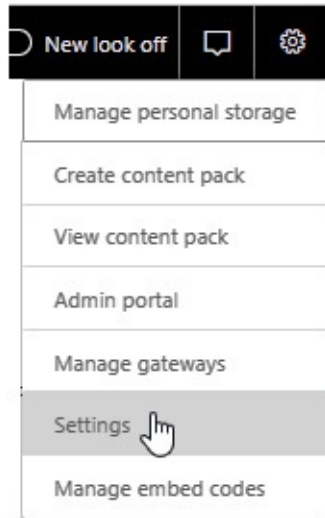 New look off
Manage personal storage
Create content pack
View content pack
Admin portal
Manage gateways
Settings
Manage embed codes